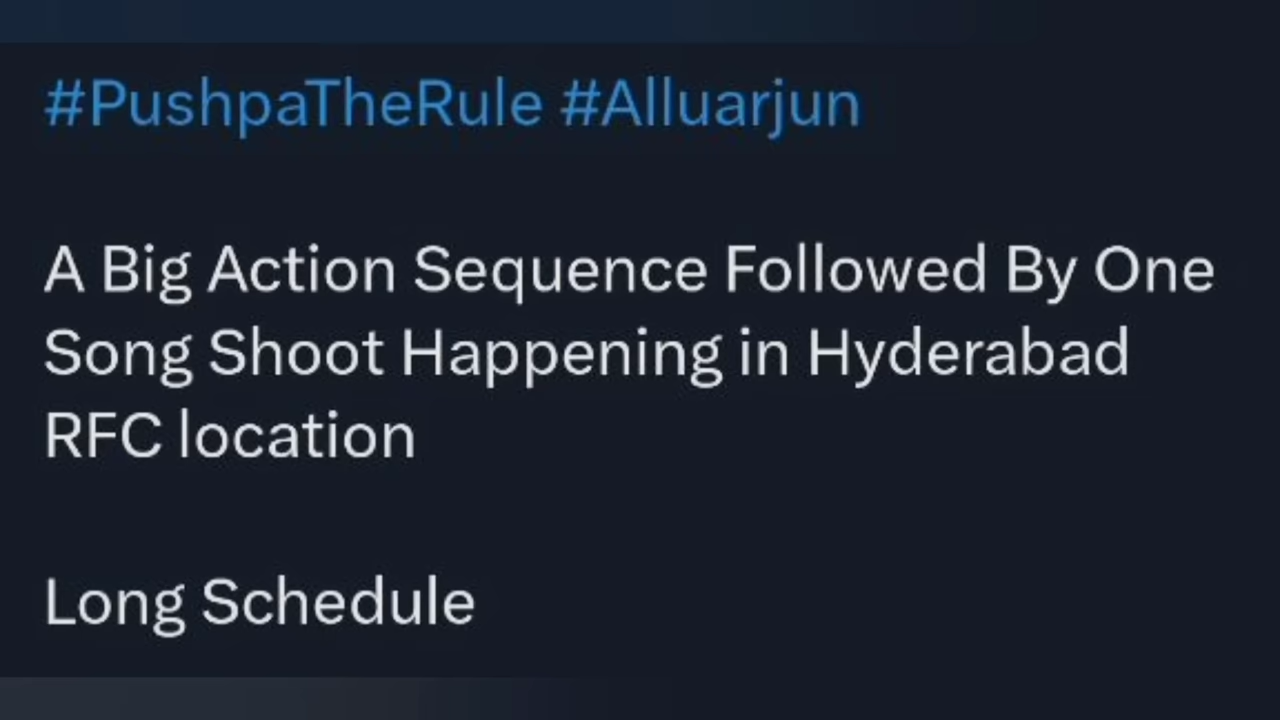 #PushpaTheRule #Alluarjun
A Big Action Sequence Followed By One
Song Shoot Happening in Hyderabad
RFC location
Long Schedule